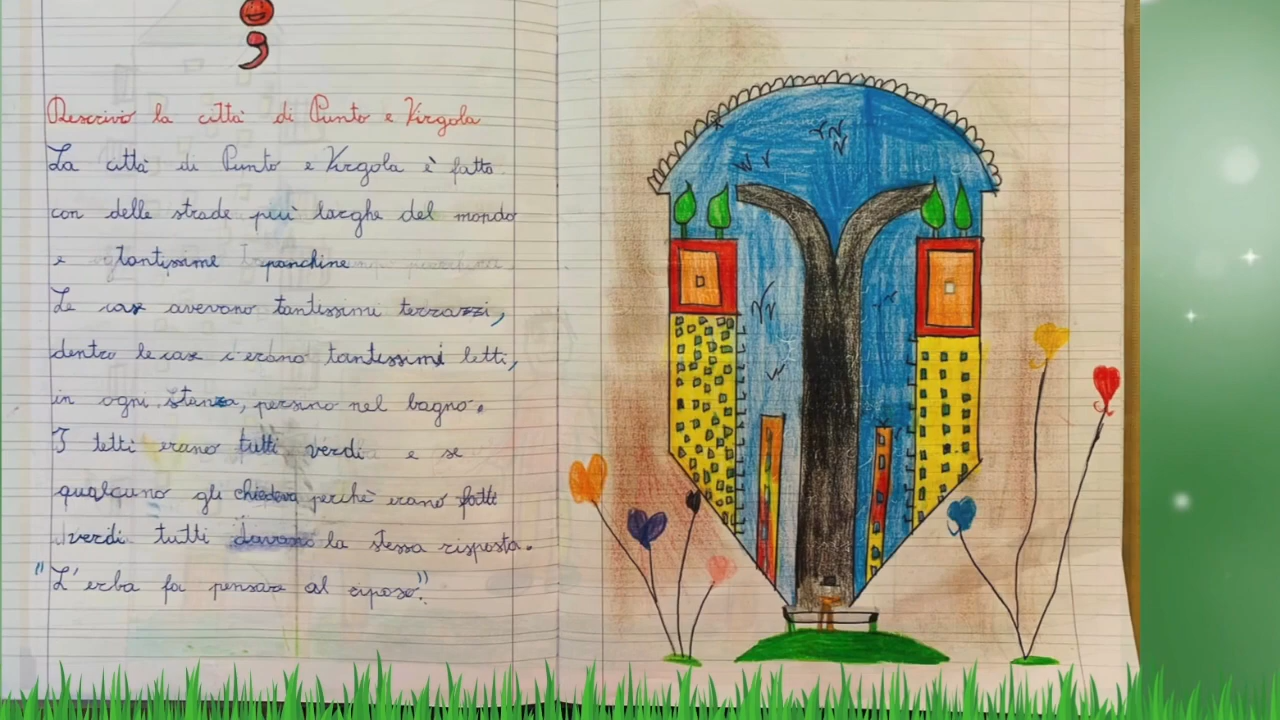 Descrivo la città di Punto e Virgola
La città di Punto e Virgola è fatta
con delle strade più larghe del mondo
e tantissime panchine
Le case avevano tantissimi terrazzi,
dentro le case c'erano tantissimi letti,
in ogni stanza, persino nel bagno.
I tetti erano tutti verdi e se
qualcuno gli chiedeva perchè erano fatti
verdi tutti davano la stessa risposta.
"L'erba fa pensare al riposo".